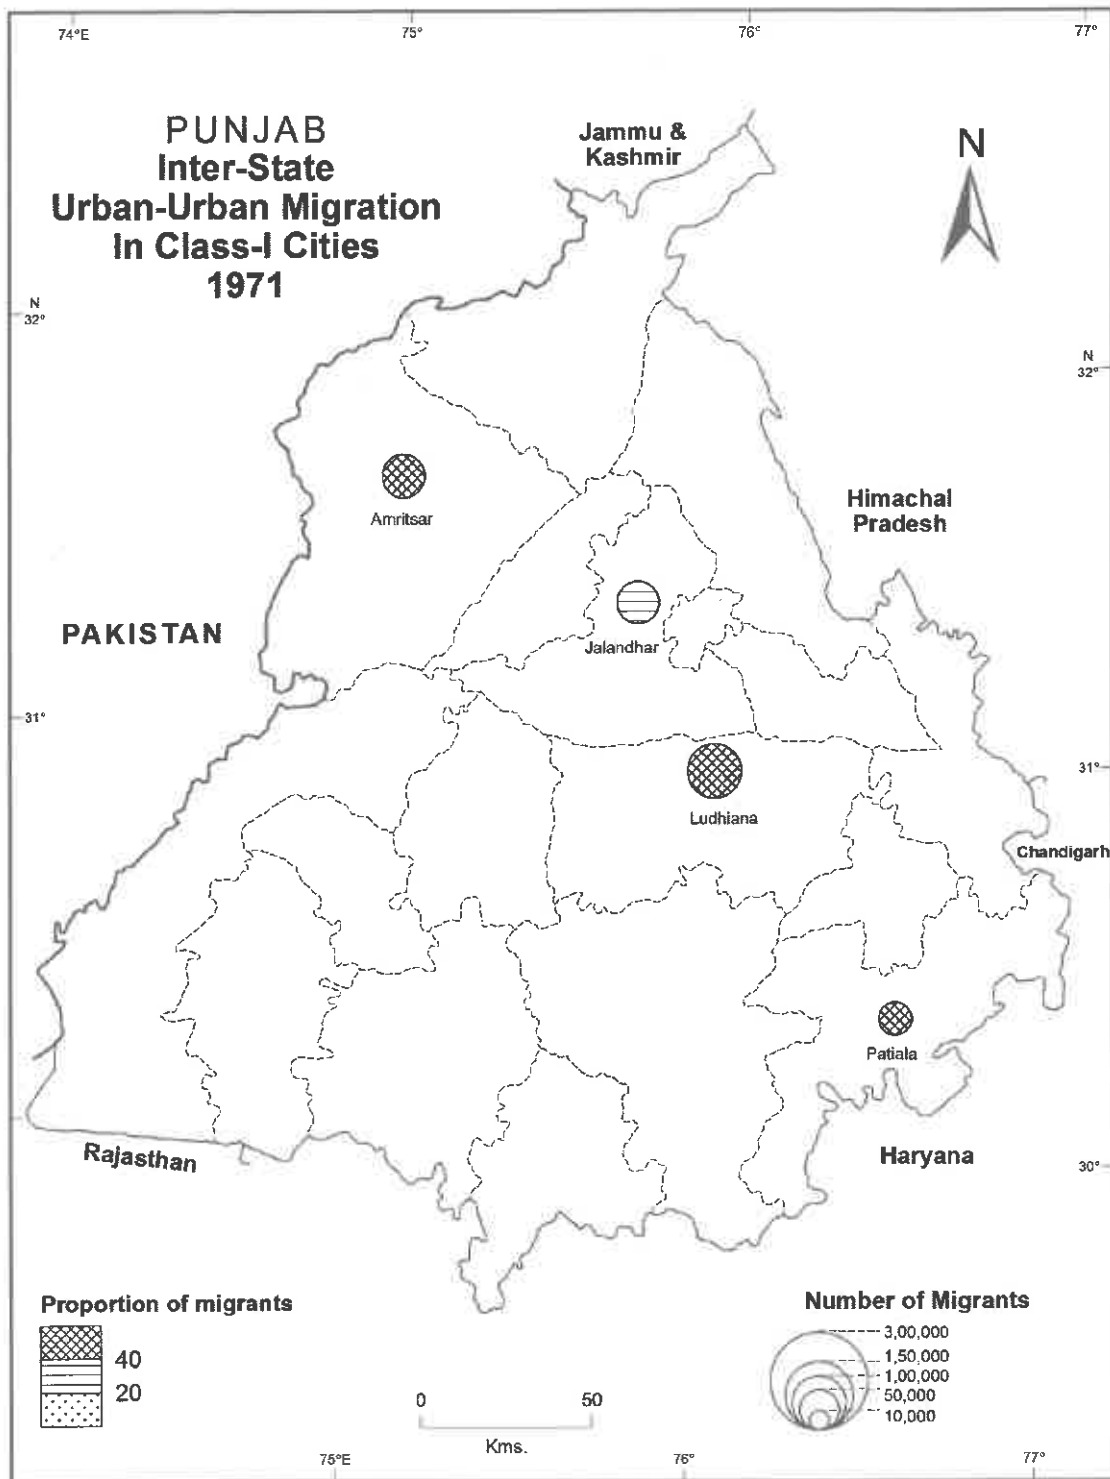 74°E
75°
76°
77°
PUNJAB
Inter-State
Urban-Urban Migration
In Class-I Cities
1971
Jammu &
Kashmir
N
N
32°
N
32°
Amritsar
Himachal
Pradesh
PAKISTAN
Jalandhar
31°
31°
Ludhiana
Chandigarh
Patiala
Rajasthan
Haryana
30°
Proportion of migrants
40
20
0
50
Kms.
Number of Migrants
3,00,000
1,50,000
1,00,000
50,000
10,000
75°E
76°
77°